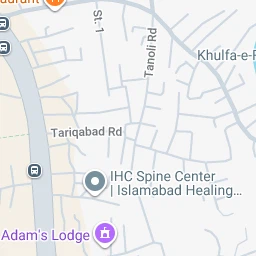 St. 1
Tanoli Rd
Khulfa-e-
Tariqabad Rd
IHC Spine Center
| Islamabad Healing...
Adam's Lodge